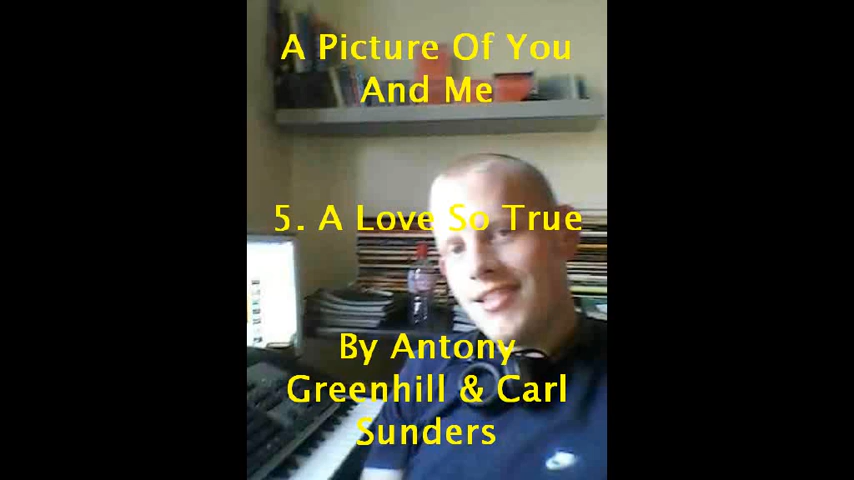 A Picture Of You
And Me
5. A Love So True
By Antony
Greenhill & Carl
Sunders